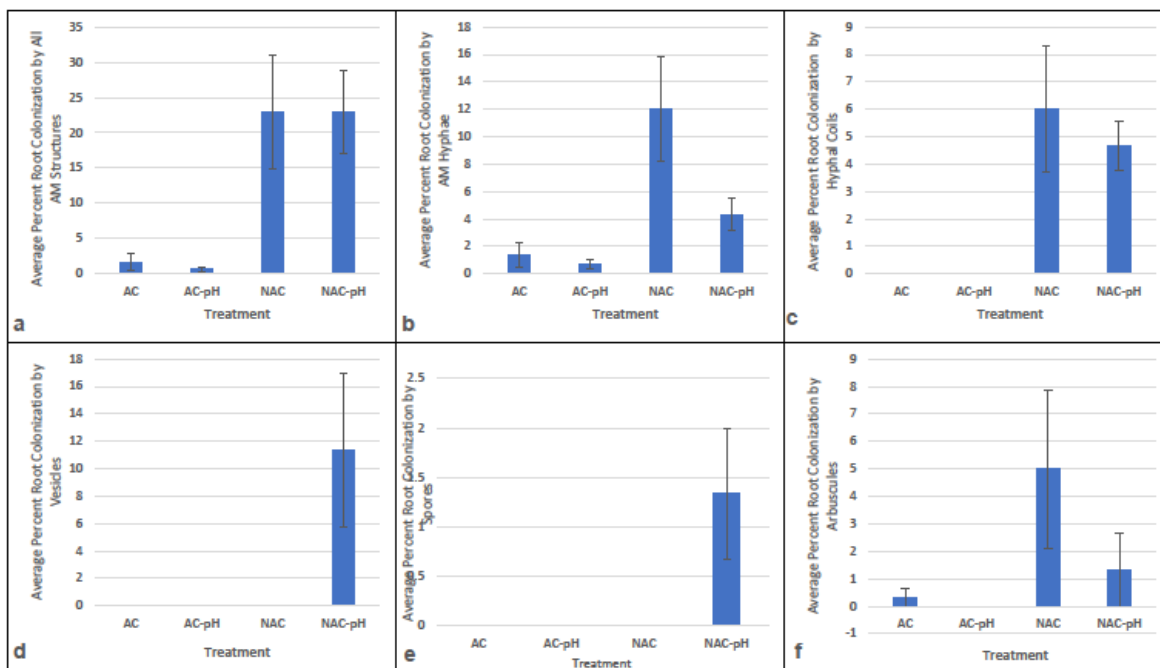 Average Percent Root Colonization by All
AM Structures
35
30
25
20
15
10
5
0
AC AC-pH NAC NAC-pH
Treatment
a
Average Percent Root Colonization by
AM Hyphae
18
16
14
12
10
8
6
4
2
0
AC AC-pH NAC NAC-pH
Treatment
b
Average Percent Root Colonization by
Hyphal Coils
9
8
7
6
5
4
3
2
1
0
AC AC-pH NAC NAC-pH
Treatment
c
Average Percent Root Colonization by
Vesicles
18
16
14
12
10
8
6
4
2
0
AC AC-pH NAC NAC-pH
Treatment
d
Average Percent Root Colonization by
Spores
2.5
2
1.5
1
0.5
0
AC AC-pH NAC NAC-pH
Treatment
e
Average Percent Root Colonization by
Arbuscules
9
8
7
6
5
4
3
2
1
0
-1
AC AC-pH NAC NAC-pH
Treatment
f